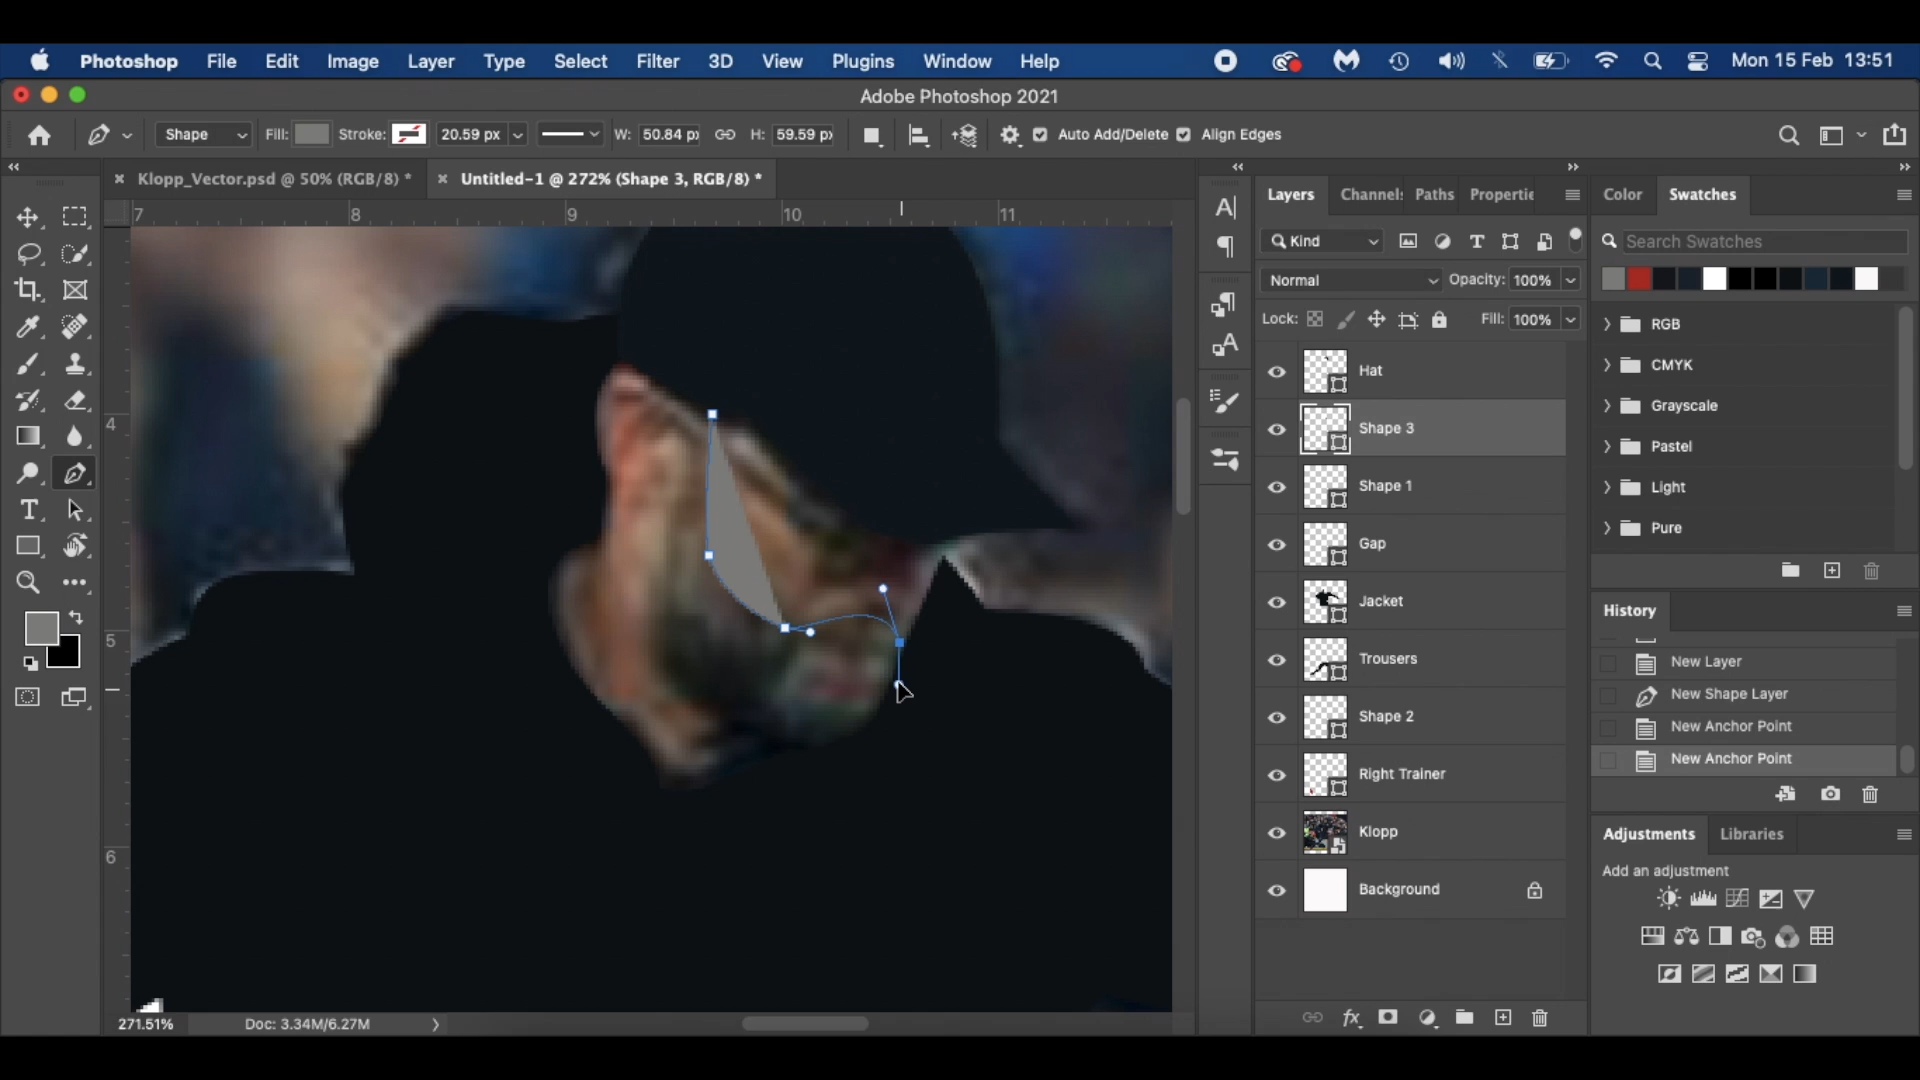 Photoshop File Edit Image Layer Type Select Filter 3D View Plugins Window Help Mon 15 Feb 13:51
Adobe Photoshop 2021
Shape Fill: Stroke: 20.59 px W: 50.84 p H: 59.59 p Auto Add/Delete Align Edges
Klopp_Vector.psd @ 50% (RGB/8) * Untitled-1 @ 272% (Shape 3, RGB/8) *
Layers Channel: Paths Propertie Color Swatches
7 8 9 10 11
Kind Search Swatches
Normal Opacity: 100%
Lock: Fill: 100%
RGB
Hat
CMYK
Grayscale
4
Shape 3
Pastel
Shape 1
Light
Pure
Gap
Jacket
History
5
Trousers
New Layer
New Shape Layer
Shape 2
New Anchor Point
New Anchor Point
Right Trainer
Klopp
Adjustments Libraries
6
Add an adjustment
Background
271.51% Doc: 3.34M/6.27M
fx